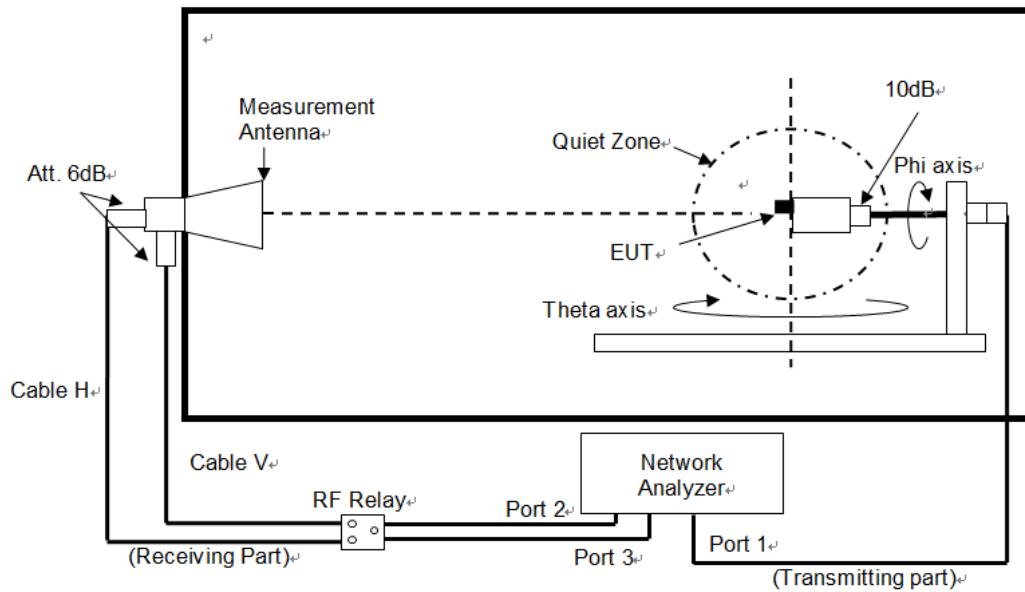 10dB
Measurement
Antenna
Quiet Zone
Phi axis
Att. 6dB
EUT
Theta axis
Cable H
Cable V
Network
Analyzer
RF Relay
Port 2
Port 3
Port 1
(Receiving Part)
(Transmitting part)